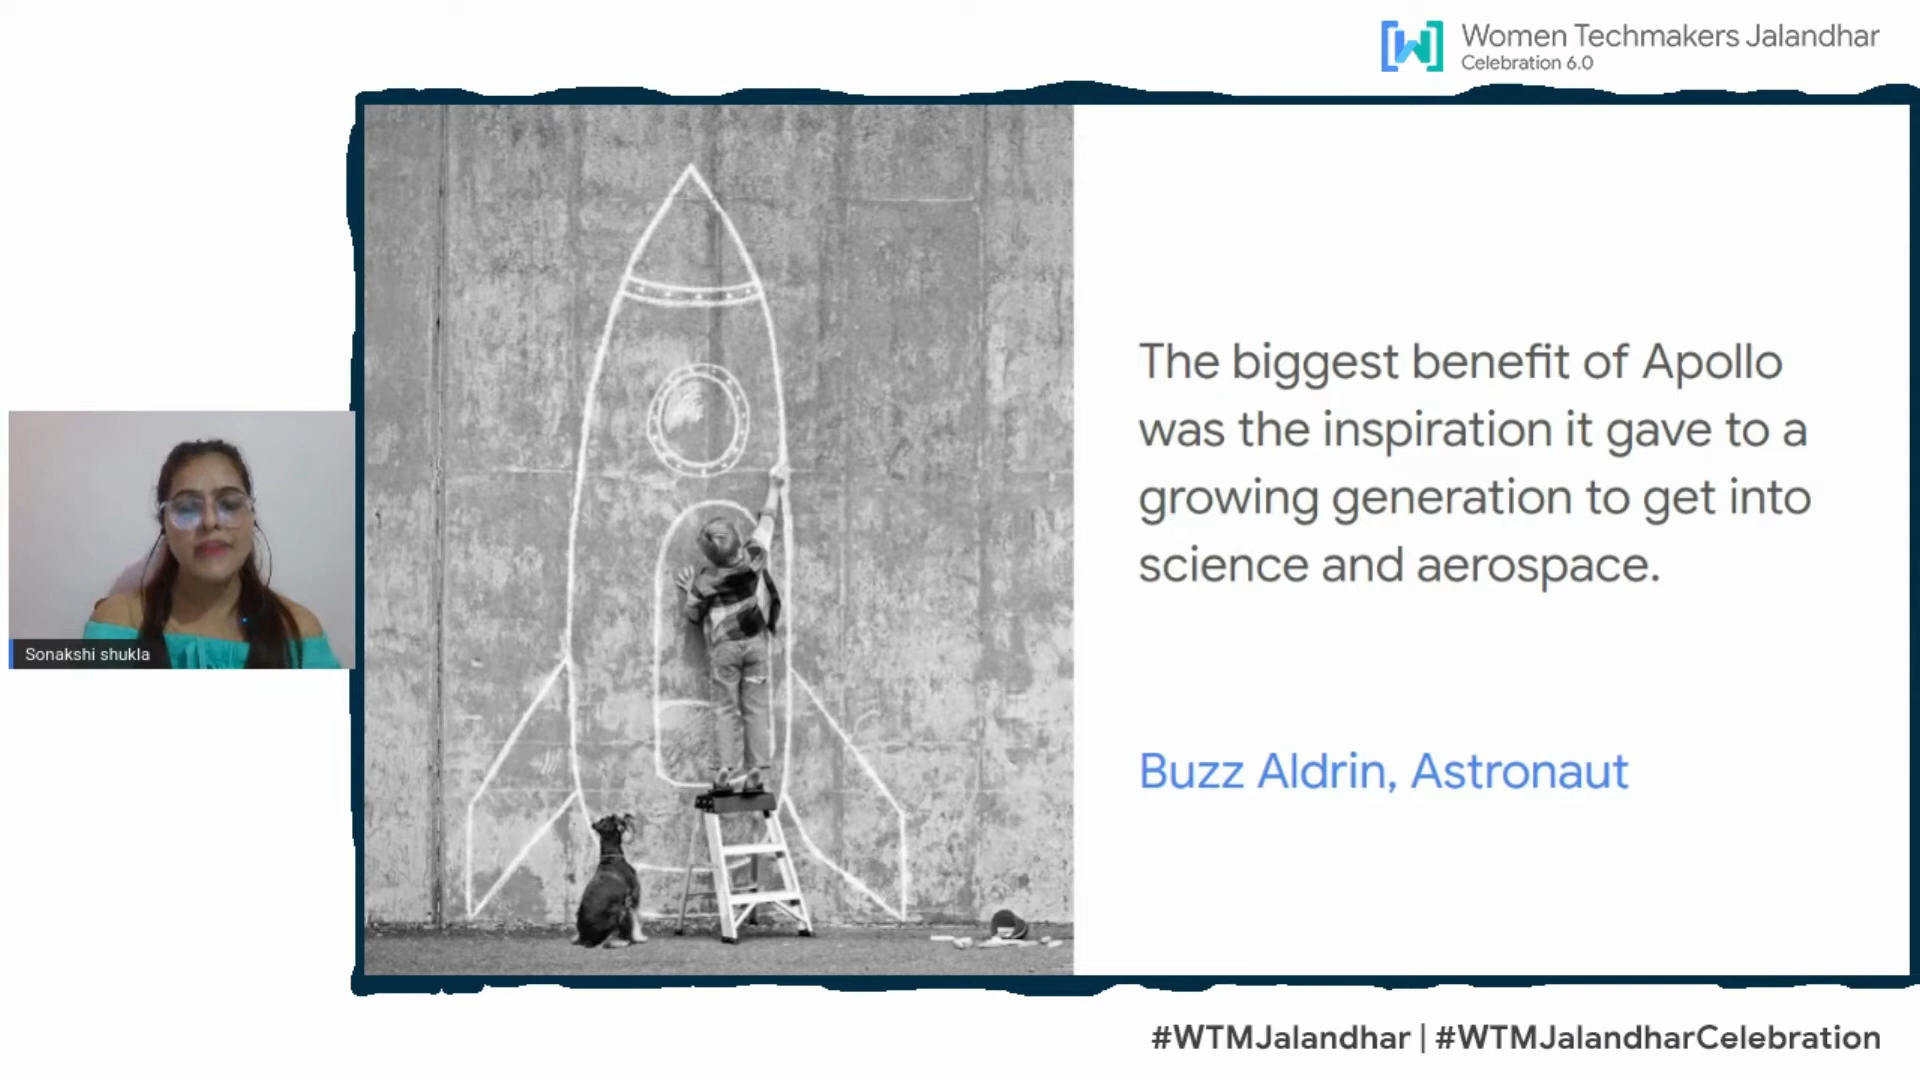 Women Techmakers Jalandhar
Celebration 6.0
The biggest benefit of Apollo
was the inspiration it gave to a
growing generation to get into
science and aerospace.
Buzz Aldrin, Astronaut
Sonakshi shukla
#WTMJalandhar | #WTMJalandharCelebration